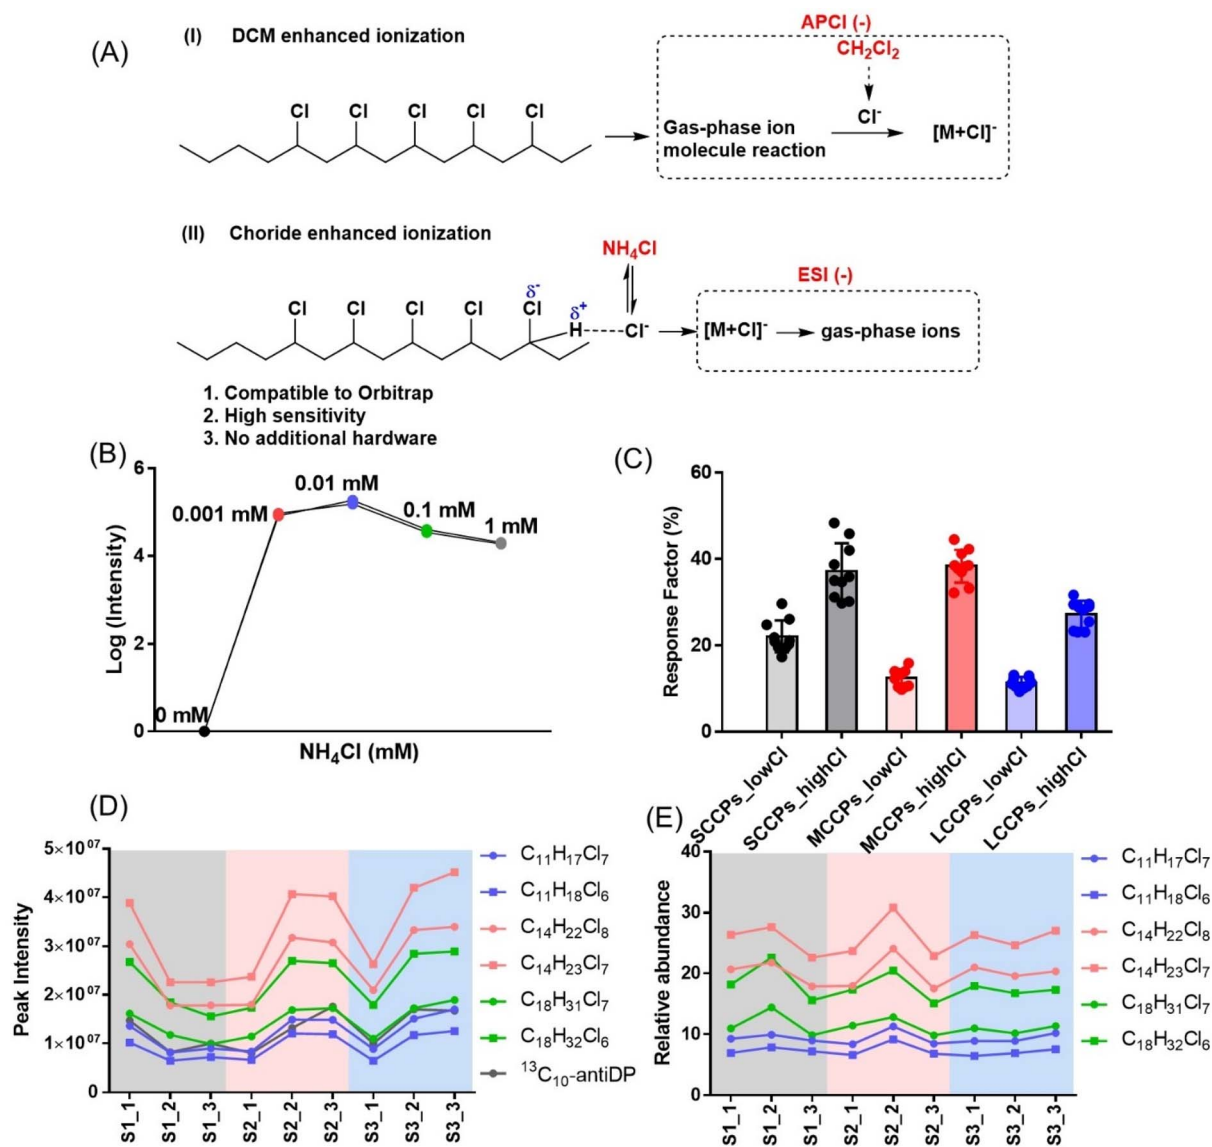 (A)
(I) DCM enhanced ionization
APCI (-)
CH2Cl2
Cl Cl Cl Cl Cl
Cl-
Gas-phase ion
molecule reaction
[M+Cl]-
(II) Choride enhanced ionization
NH4Cl
ESI (-)
δ-
Cl Cl Cl Cl Cl
δ+
H
Cl-
[M+Cl]-
gas-phase ions
1. Compatible to Orbitrap
2. High sensitivity
3. No additional hardware
(B)
Log (Intensity)
6
4
2
0
0 mM
0.001 mM
0.01 mM
0.1 mM
1 mM
NH4Cl (mM)
(C)
Response Factor (%)
60
40
20
0
SCCPs_lowCl
SCCPs_highCl
MCCPs_lowCl
MCCPs_highCl
LCCPs_lowCl
LCCPs_highCl
(D)
Peak Intensity
5×10^07
4×10^07
3×10^07
2×10^07
1×10^07
0
S1_1
S1_2
S1_3
S2_1
S2_2
S2_3
S3_1
S3_2
S3_3
C11H17Cl7
C11H18Cl6
C14H22Cl8
C14H23Cl7
C18H31Cl7
C18H32Cl6
13C10-antiDP
(E)
Relative abundance
40
30
20
10
0
S1_1
S1_2
S1_3
S2_1
S2_2
S2_3
S3_1
S3_2
S3_3
C11H17Cl7
C11H18Cl6
C14H22Cl8
C14H23Cl7
C18H31Cl7
C18H32Cl6